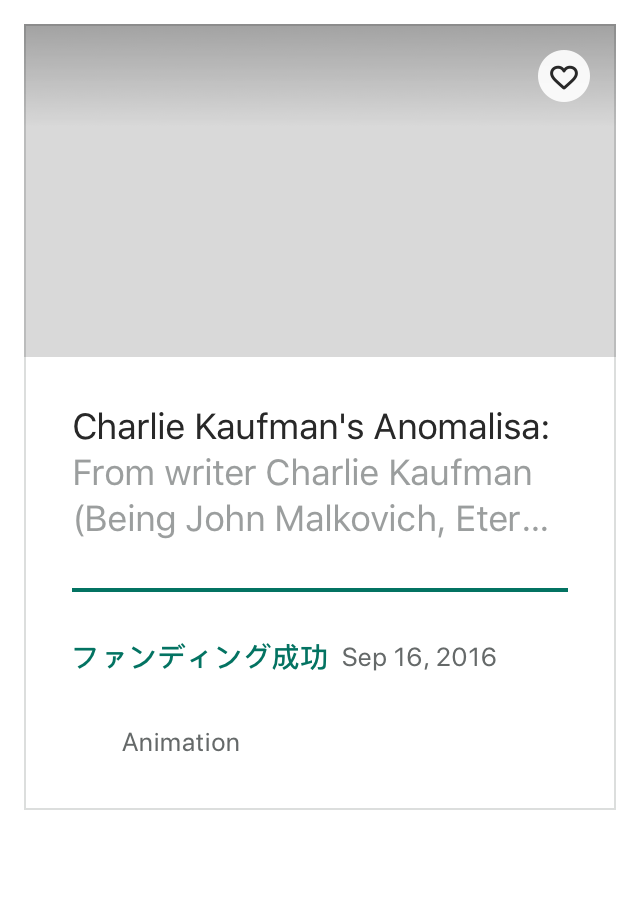 Charlie Kaufman's Anomalisa:
From writer Charlie Kaufman
(Being John Malkovich, Eter...
ファンディング成功 Sep 16, 2016
Animation